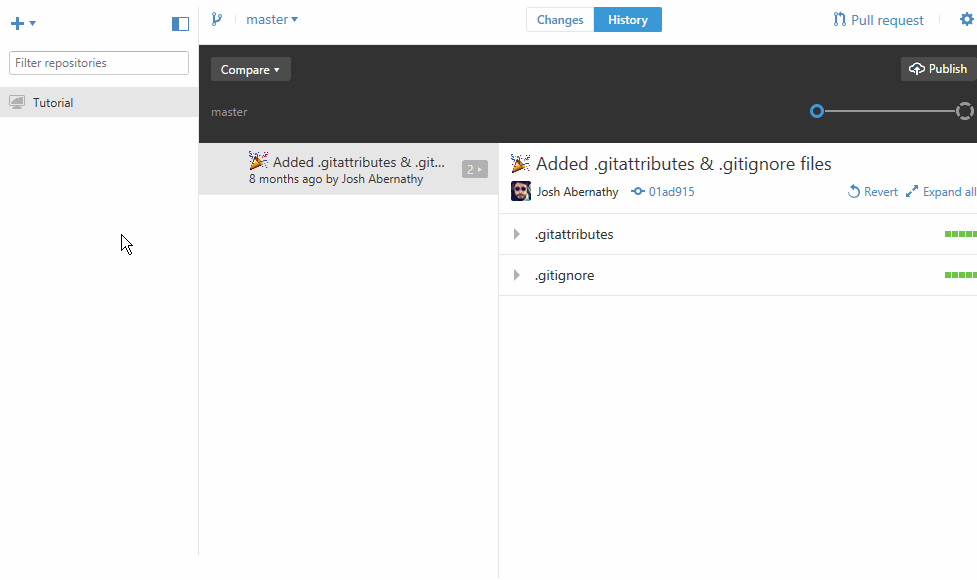 master
Changes
History
Pull request
Filter repositories
Compare
Publish
Tutorial
master
Added .gitattributes & .git...
8 months ago by Josh Abernathy
2
Added .gitattributes & .gitignore files
Josh Abernathy
01ad915
Revert
Expand all
.gitattributes
.gitignore